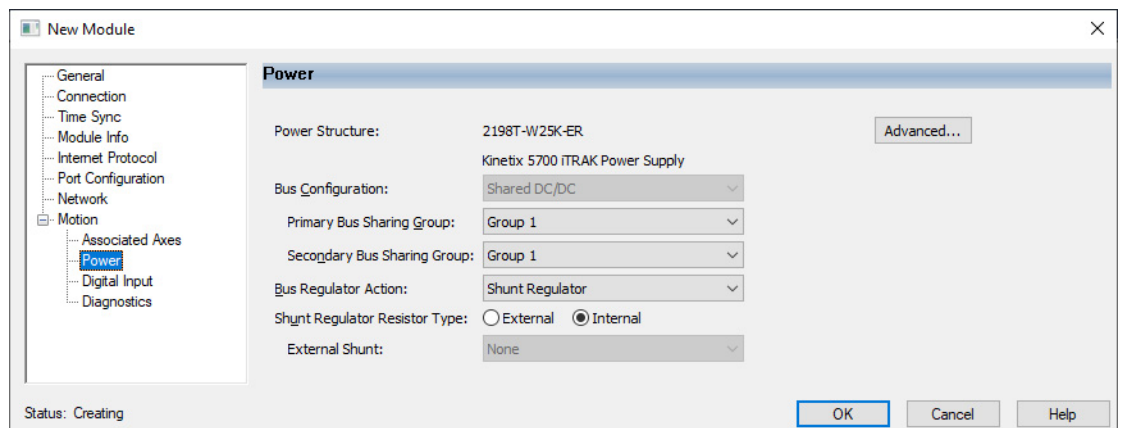 New Module
General
Connection
Time Sync
Module Info
Internet Protocol
Port Configuration
Network
Motion
Associated Axes
Power
Digital Input
Diagnostics
Power
Power Structure: 2198T-W25K-ER Advanced...
Kinetix 5700 iTRAK Power Supply
Bus Configuration: Shared DC/DC
Primary Bus Sharing Group: Group 1
Secondary Bus Sharing Group: Group 1
Bus Regulator Action: Shunt Regulator
Shunt Regulator Resistor Type: External Internal
External Shunt: None
Status: Creating OK Cancel Help